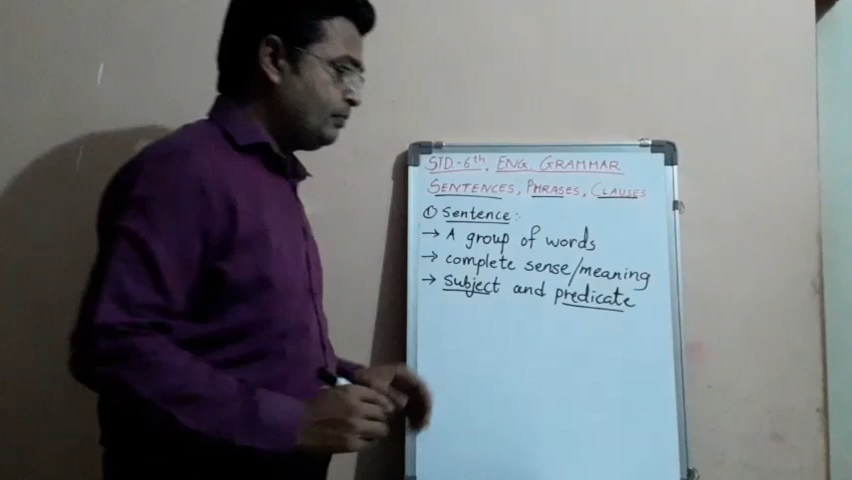 STD-6th. ENG. GRAMMAR
SENTENCES, PHRASES, CLAUSES
① Sentence:
→ A group of words
→ complete sense/meaning
→ Subject and predicate